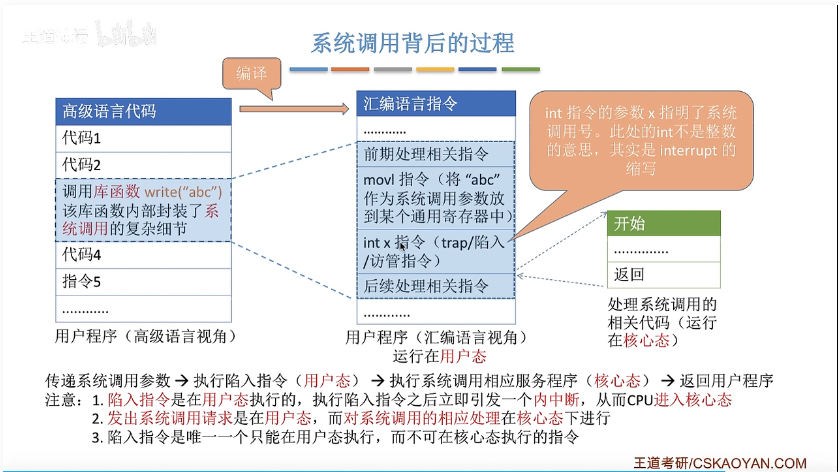 系统调用背后的过程
编译
高级语言代码
代码1
代码2
调用库函数 write(“abc”)
该库函数内部封装了系
统调用的复杂细节
代码4
指令5
…………
用户程序（高级语言视角）
汇编语言指令
…………
前期处理相关指令
movl 指令（将 “abc”
作为系统调用参数放
到某个通用寄存器中）
int x 指令（trap/陷入
/访管指令）
后续处理相关指令
…………
用户程序（汇编语言视角）
运行在用户态
int 指令的参数 x 指明了系统
调用号。此处的int不是整数
的意思，其实是 interrupt 的
缩写
开始
…………..
返回
处理系统调用的
相关代码（运行
在核心态）
传递系统调用参数 → 执行陷入指令（用户态） → 执行系统调用相应服务程序（核心态） → 返回用户程序
注意：1. 陷入指令是在用户态执行的，执行陷入指令之后立即引发一个内中断，从而CPU进入核心态
2. 发出系统调用请求是在用户态，而对系统调用的相应处理在核心态下进行
3. 陷入指令是唯一一个只能在用户态执行，而不可在核心态执行的指令
王道考研/CSKAOYAN.COM